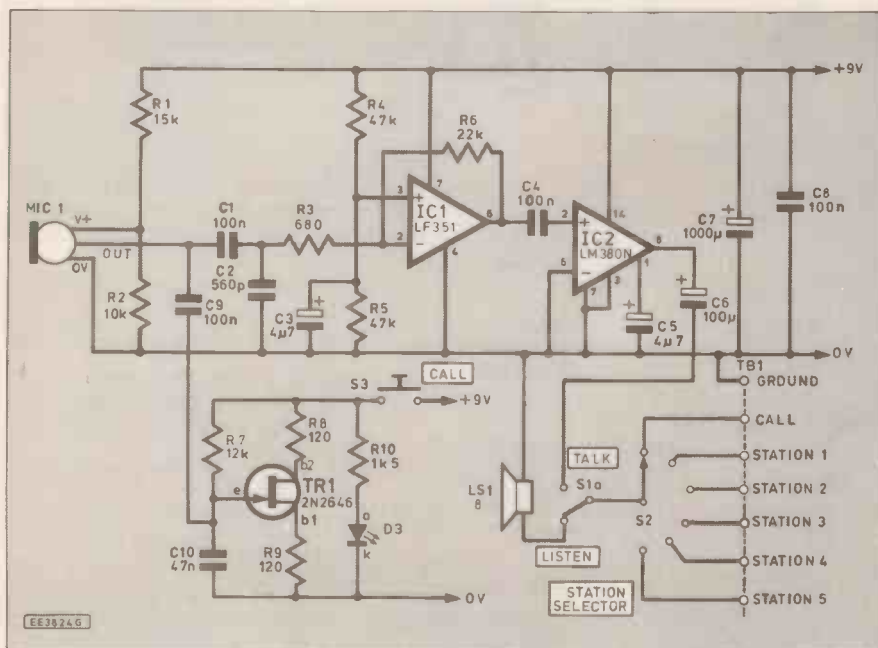 +9V
R1
15k
R4
47k
R6
22k
MIC 1
V+
OUT
0V
C1
100n
R3
680
3
+
2
−
7
IC1
LF351
6
4
C4
100n
2
+
14
IC2
LM380N
6
−
8
1
7
3
C7
1000µ
+
C8
100n
R2
10k
C9
100n
C2
560p
C3
4µ7
+
R5
47k
C5
4µ7
+
C6
100µ
+
0V
TB1
GROUND
S3
CALL
+9V
CALL
R7
12k
R8
120
R10
1k5
b2
e
TR1
2N2646
b1
a
D3
k
C10
47n
R9
120
0V
LS1
8
TALK
S1a
LISTEN
S2
STATION
SELECTOR
STATION 1
STATION 2
STATION 3
STATION 4
STATION 5
EE3824G